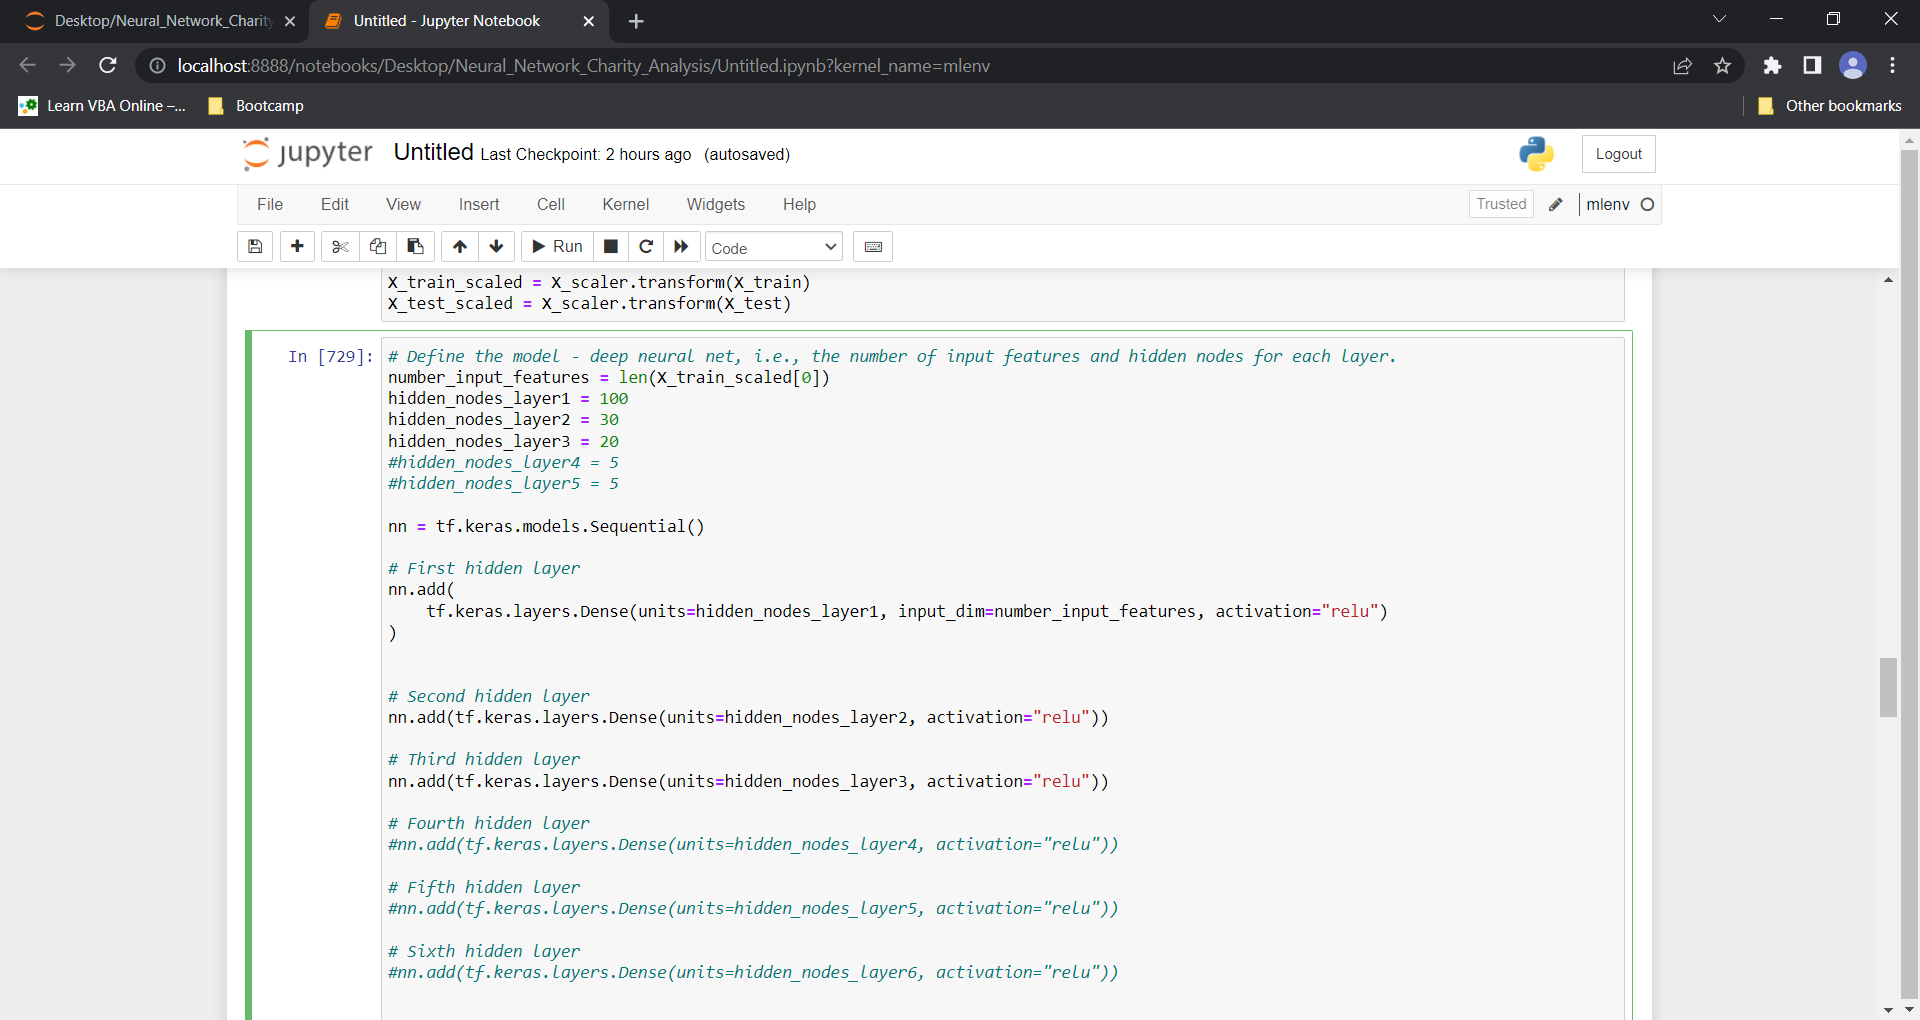 Desktop/Neural_Network_Charity
Untitled - Jupyter Notebook
localhost:8888/notebooks/Desktop/Neural_Network_Charity_Analysis/Untitled.ipynb?kernel_name=mlenv
Learn VBA Online –...
Bootcamp
Other bookmarks
jupyter
Untitled Last Checkpoint: 2 hours ago (autosaved)
Logout
File Edit View Insert Cell Kernel Widgets Help
Trusted
mlenv
Run
Code
X_train_scaled = X_scaler.transform(X_train)
X_test_scaled = X_scaler.transform(X_test)
In [729]:
# Define the model - deep neural net, i.e., the number of input features and hidden nodes for each layer.
number_input_features = len(X_train_scaled[0])
hidden_nodes_layer1 = 100
hidden_nodes_layer2 = 30
hidden_nodes_layer3 = 20
#hidden_nodes_layer4 = 5
#hidden_nodes_layer5 = 5
nn = tf.keras.models.Sequential()
# First hidden layer
nn.add(
    tf.keras.layers.Dense(units=hidden_nodes_layer1, input_dim=number_input_features, activation="relu")
)
# Second hidden layer
nn.add(tf.keras.layers.Dense(units=hidden_nodes_layer2, activation="relu"))
# Third hidden layer
nn.add(tf.keras.layers.Dense(units=hidden_nodes_layer3, activation="relu"))
# Fourth hidden layer
#nn.add(tf.keras.layers.Dense(units=hidden_nodes_layer4, activation="relu"))
# Fifth hidden layer
#nn.add(tf.keras.layers.Dense(units=hidden_nodes_layer5, activation="relu"))
# Sixth hidden layer
#nn.add(tf.keras.layers.Dense(units=hidden_nodes_layer6, activation="relu"))